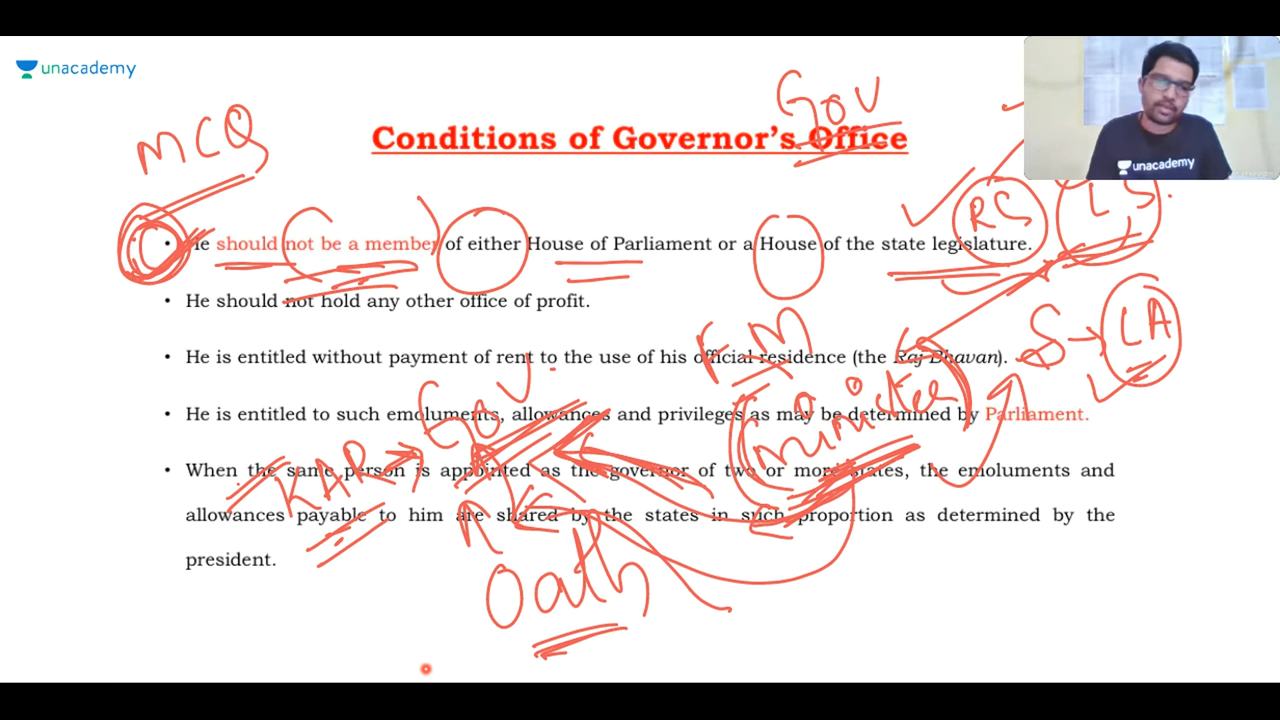 unacademy
Gov
MCQ
Conditions of Governor's Office
unacademy
RS LS
• He should not be a member of either House of Parliament or a House of the state legislature.
• He should not hold any other office of profit.
FM S → LA
• He is entitled without payment of rent to the use of his official residence (the Raj Bhavan).
Gov (minister)
• He is entitled to such emoluments, allowances and privileges as may be determined by Parliament.
KAR
• When the same person is appointed as the governor of two or more states, the emoluments and
allowances payable to him are shared by the states in such proportion as determined by the
president.
Oath